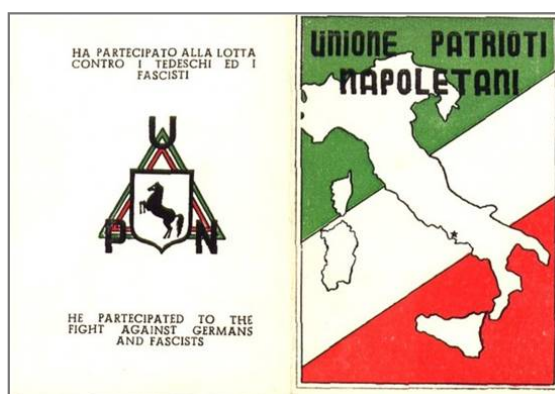 HA PARTECIPATO ALLA LOTTA
CONTRO I TEDESCHI ED I
FASCISTI
U
P N
HE PARTECIPATED TO THE
FIGHT AGAINST GERMANS
AND FASCISTS
UNIONE PATRIOTI
NAPOLETANI